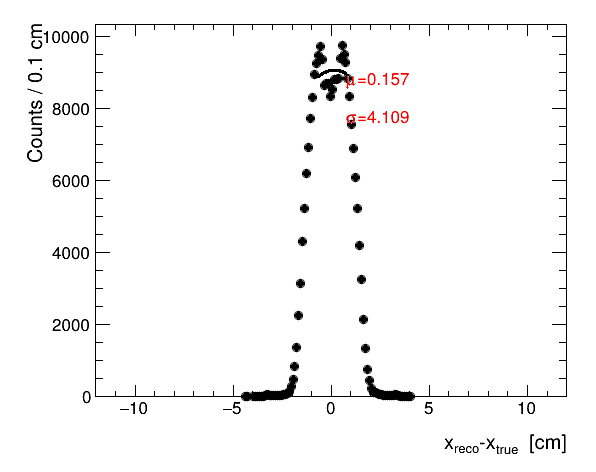 Counts / 0.1 cm
10000
8000
6000
4000
2000
0
μ=0.157
σ=4.109
−10 −5 0 5 10
x_reco-x_true [cm]